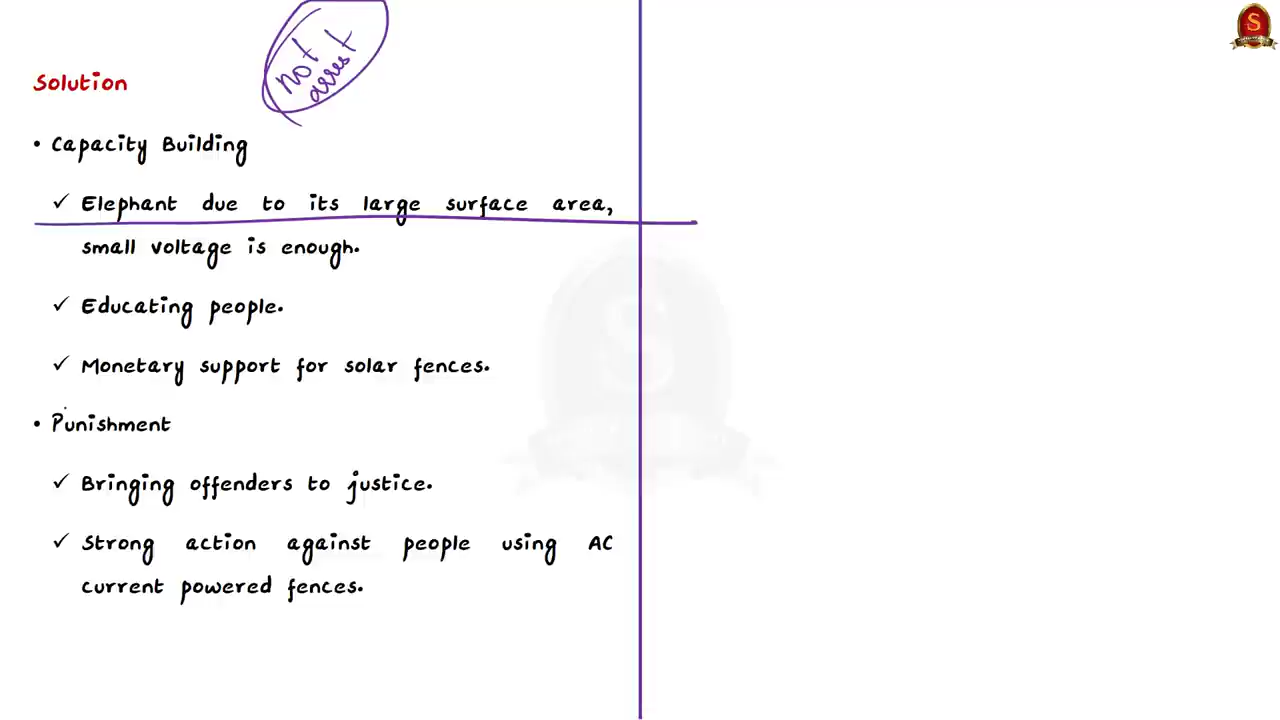 not
arrest
Solution
• Capacity Building
✓ Elephant due to its large surface area,
small voltage is enough.
✓ Educating people.
✓ Monetary support for solar fences.
• Punishment
✓ Bringing offenders to justice.
✓ Strong action against people using AC
current powered fences.
S
S